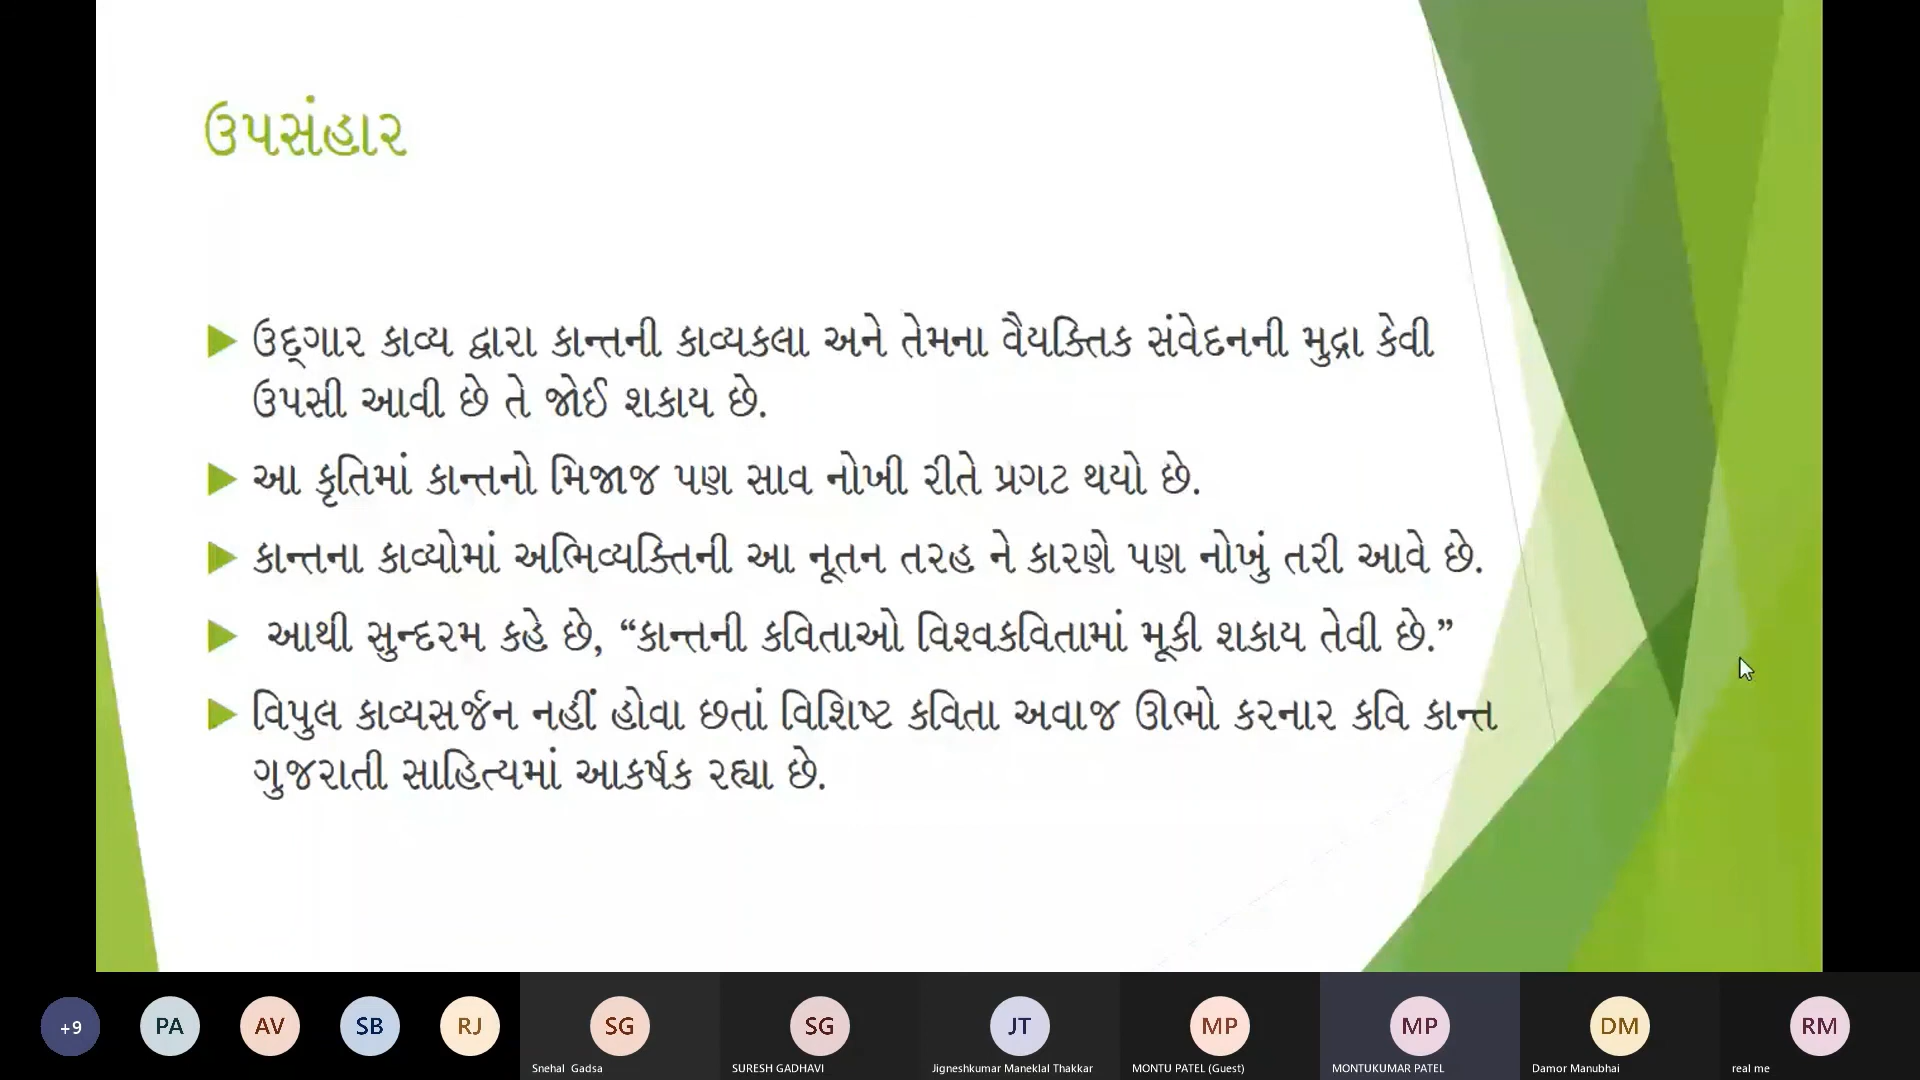 ઉપસંહાર
ઉદ્‌ગાર કાવ્ય દ્વારા કાન્તની કાવ્યકલા અને તેમના વૈયક્તિક સંવેદનની મુદ્રા કેવી
ઉપસી આવી છે તે જોઈ શકાય છે.
આ કૃતિમાં કાન્તનો મિજાજ પણ સાવ નોખી રીતે પ્રગટ થયો છે.
કાન્તના કાવ્યોમાં અભિવ્યક્તિની આ નૂતન તરહ ને કારણે પણ નોખું તરી આવે છે.
આથી સુન્દરમ કહે છે, “કાન્તની કવિતાઓ વિશ્વકવિતામાં મૂકી શકાય તેવી છે.”
વિપુલ કાવ્યસર્જન નહીં હોવા છતાં વિશિષ્ટ કવિતા અવાજ ઊભો કરનાર કવિ કાન્ત
ગુજરાતી સાહિત્યમાં આકર્ષક રહ્યા છે.
+9 PA AV SB RJ SG SG JT MP MP DM RM
Snehal Gadsa SURESH GADHAVI Jigneshkumar Maneklal Thakkar MONTU PATEL (Guest) MONTUKUMAR PATEL Damor Manubhai real me